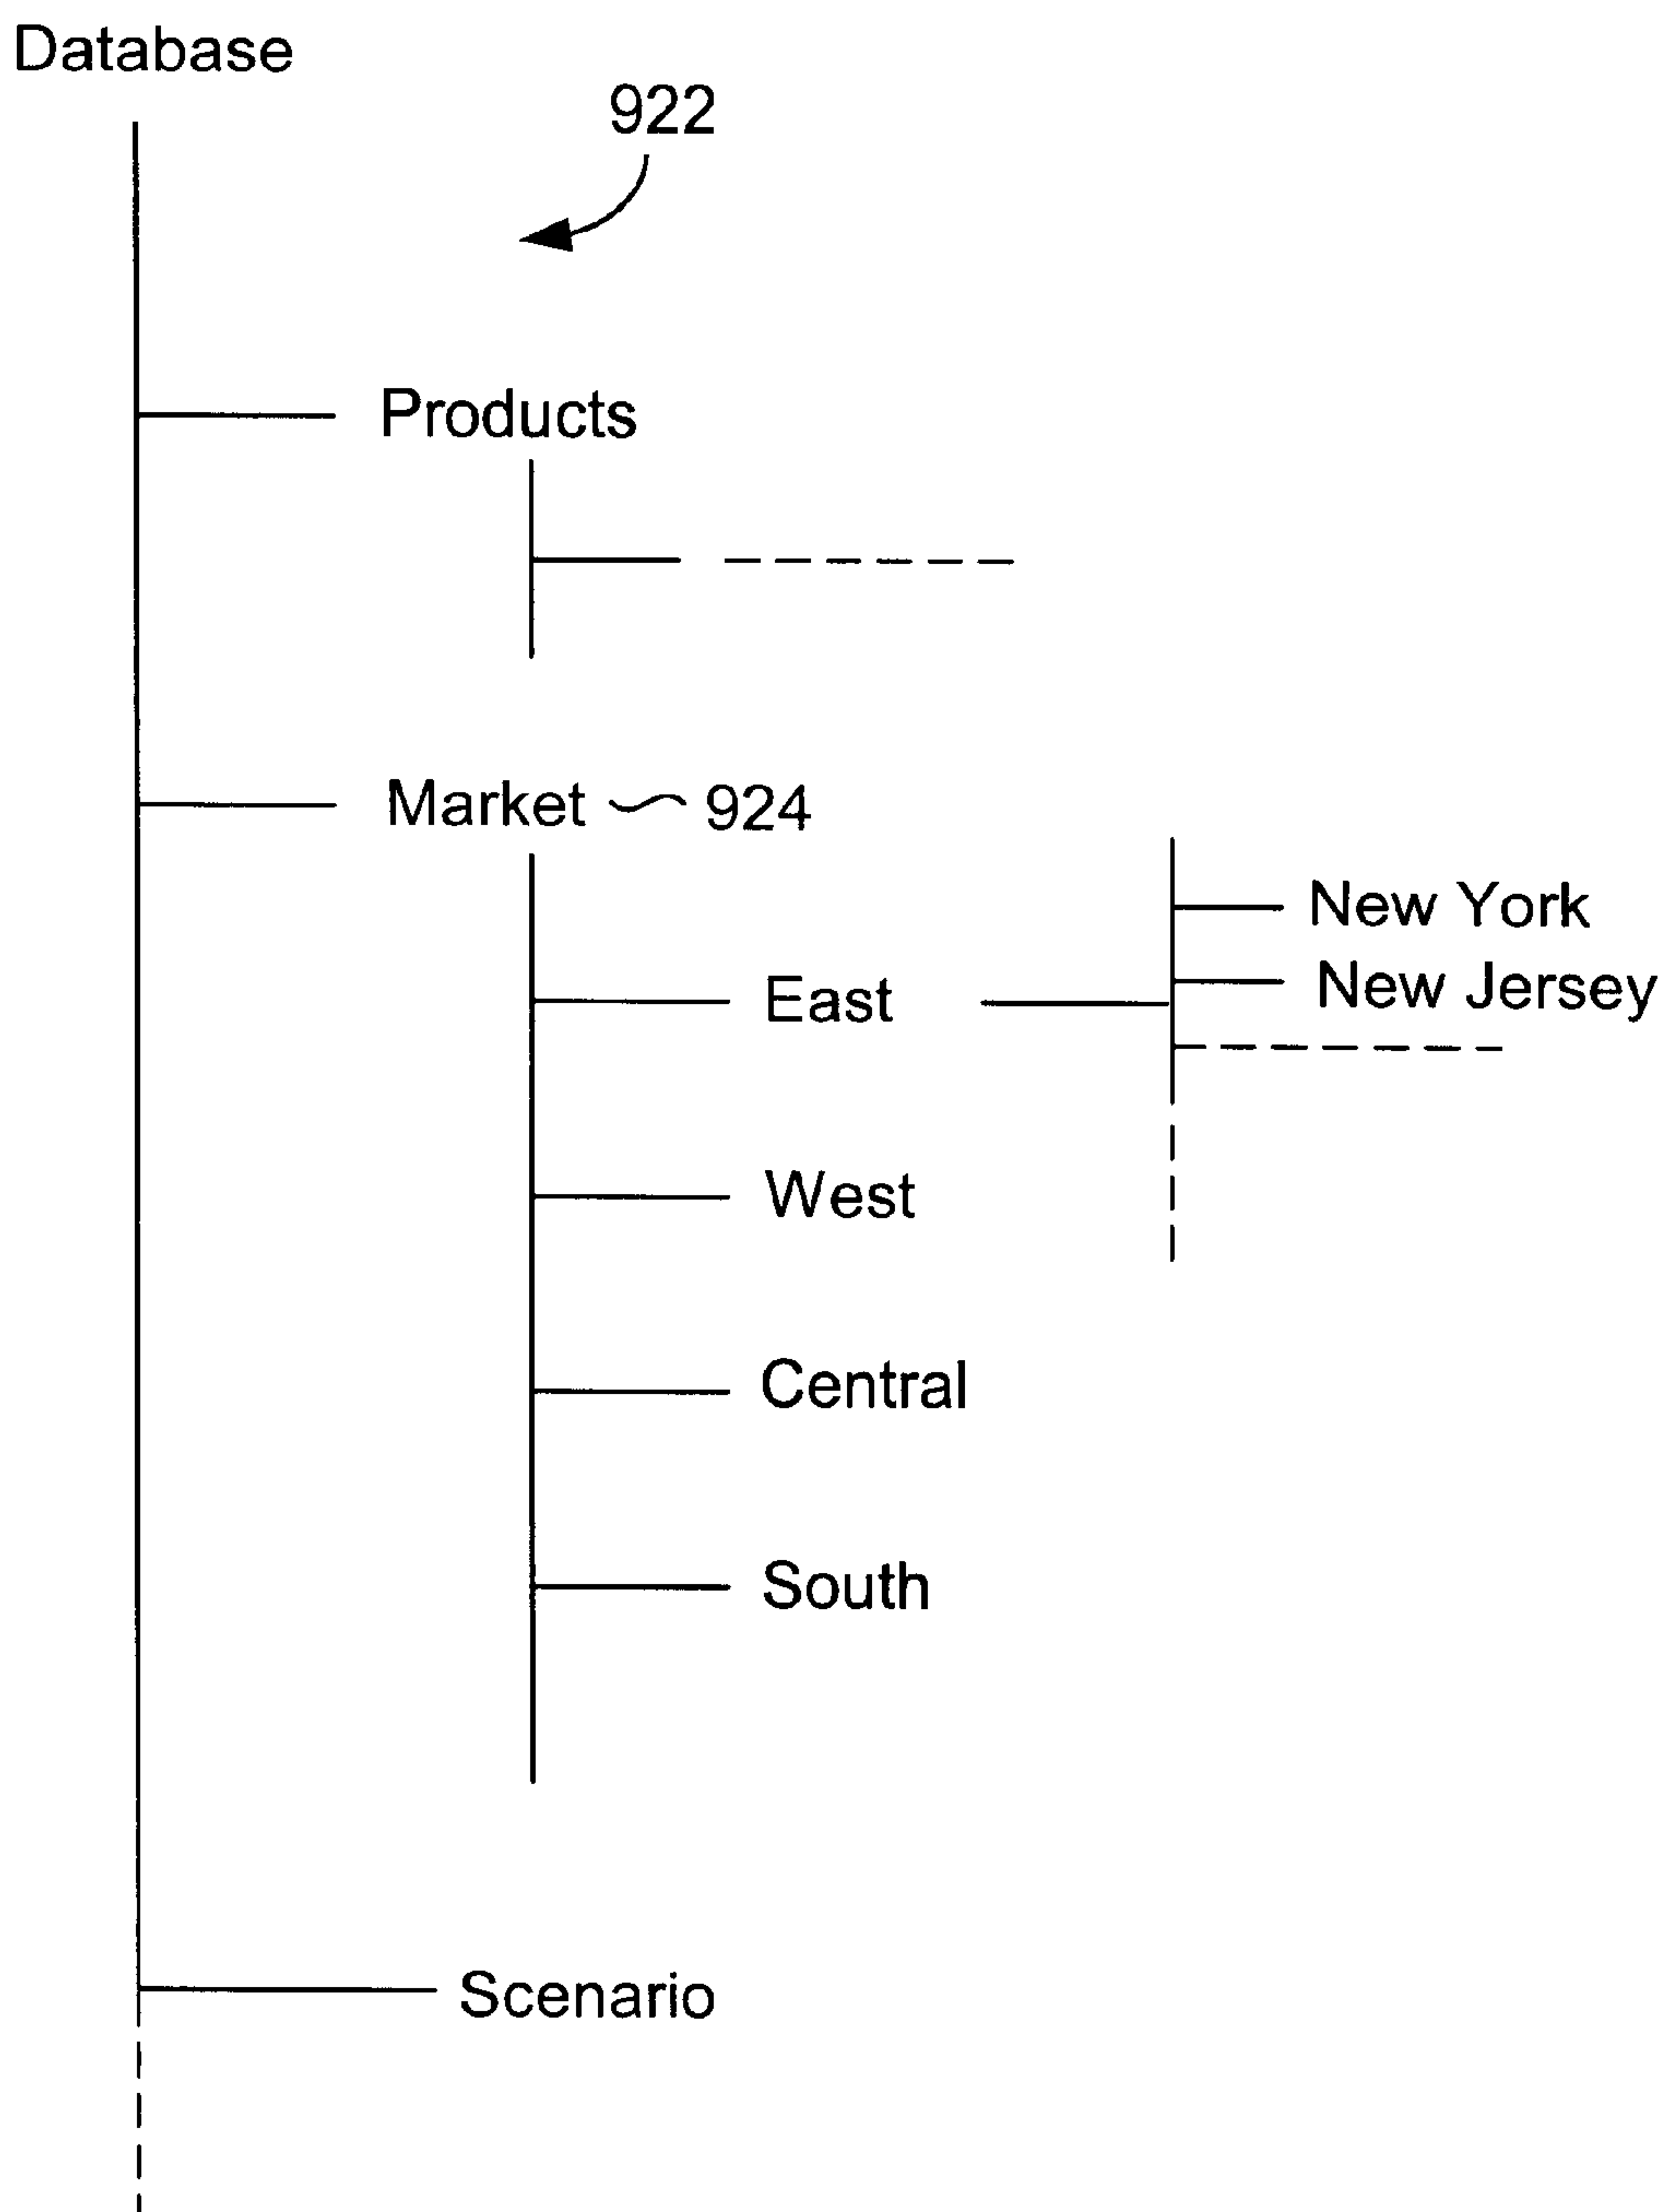 Database
922
Products
Market 924
New York
East
New Jersey
West
Central
South
Scenario